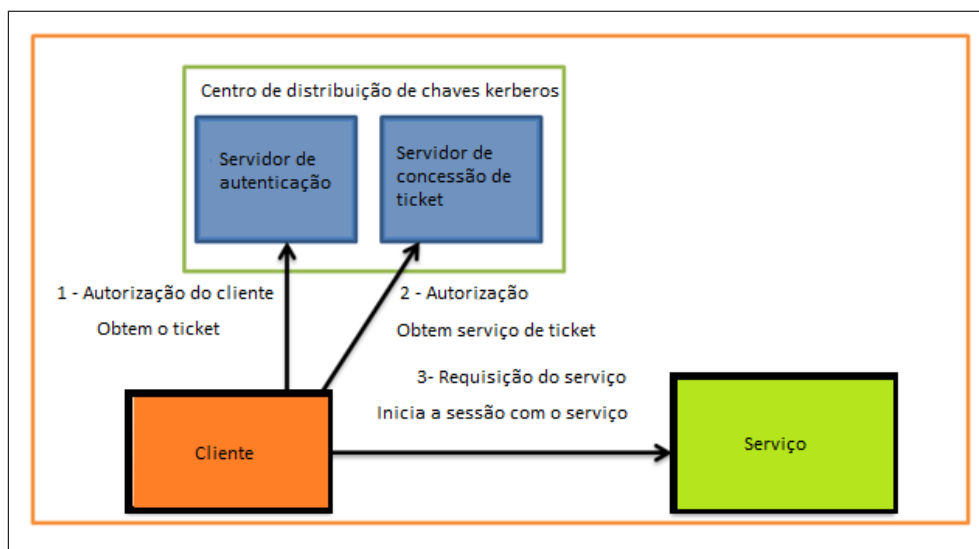 Centro de distribuição de chaves kerberos
Servidor de
autenticação
Servidor de
concessão de
ticket
1 - Autorização do cliente
Obtem o ticket
2 - Autorização
Obtem serviço de ticket
3- Requisição do serviço
Inicia a sessão com o serviço
Cliente
Serviço